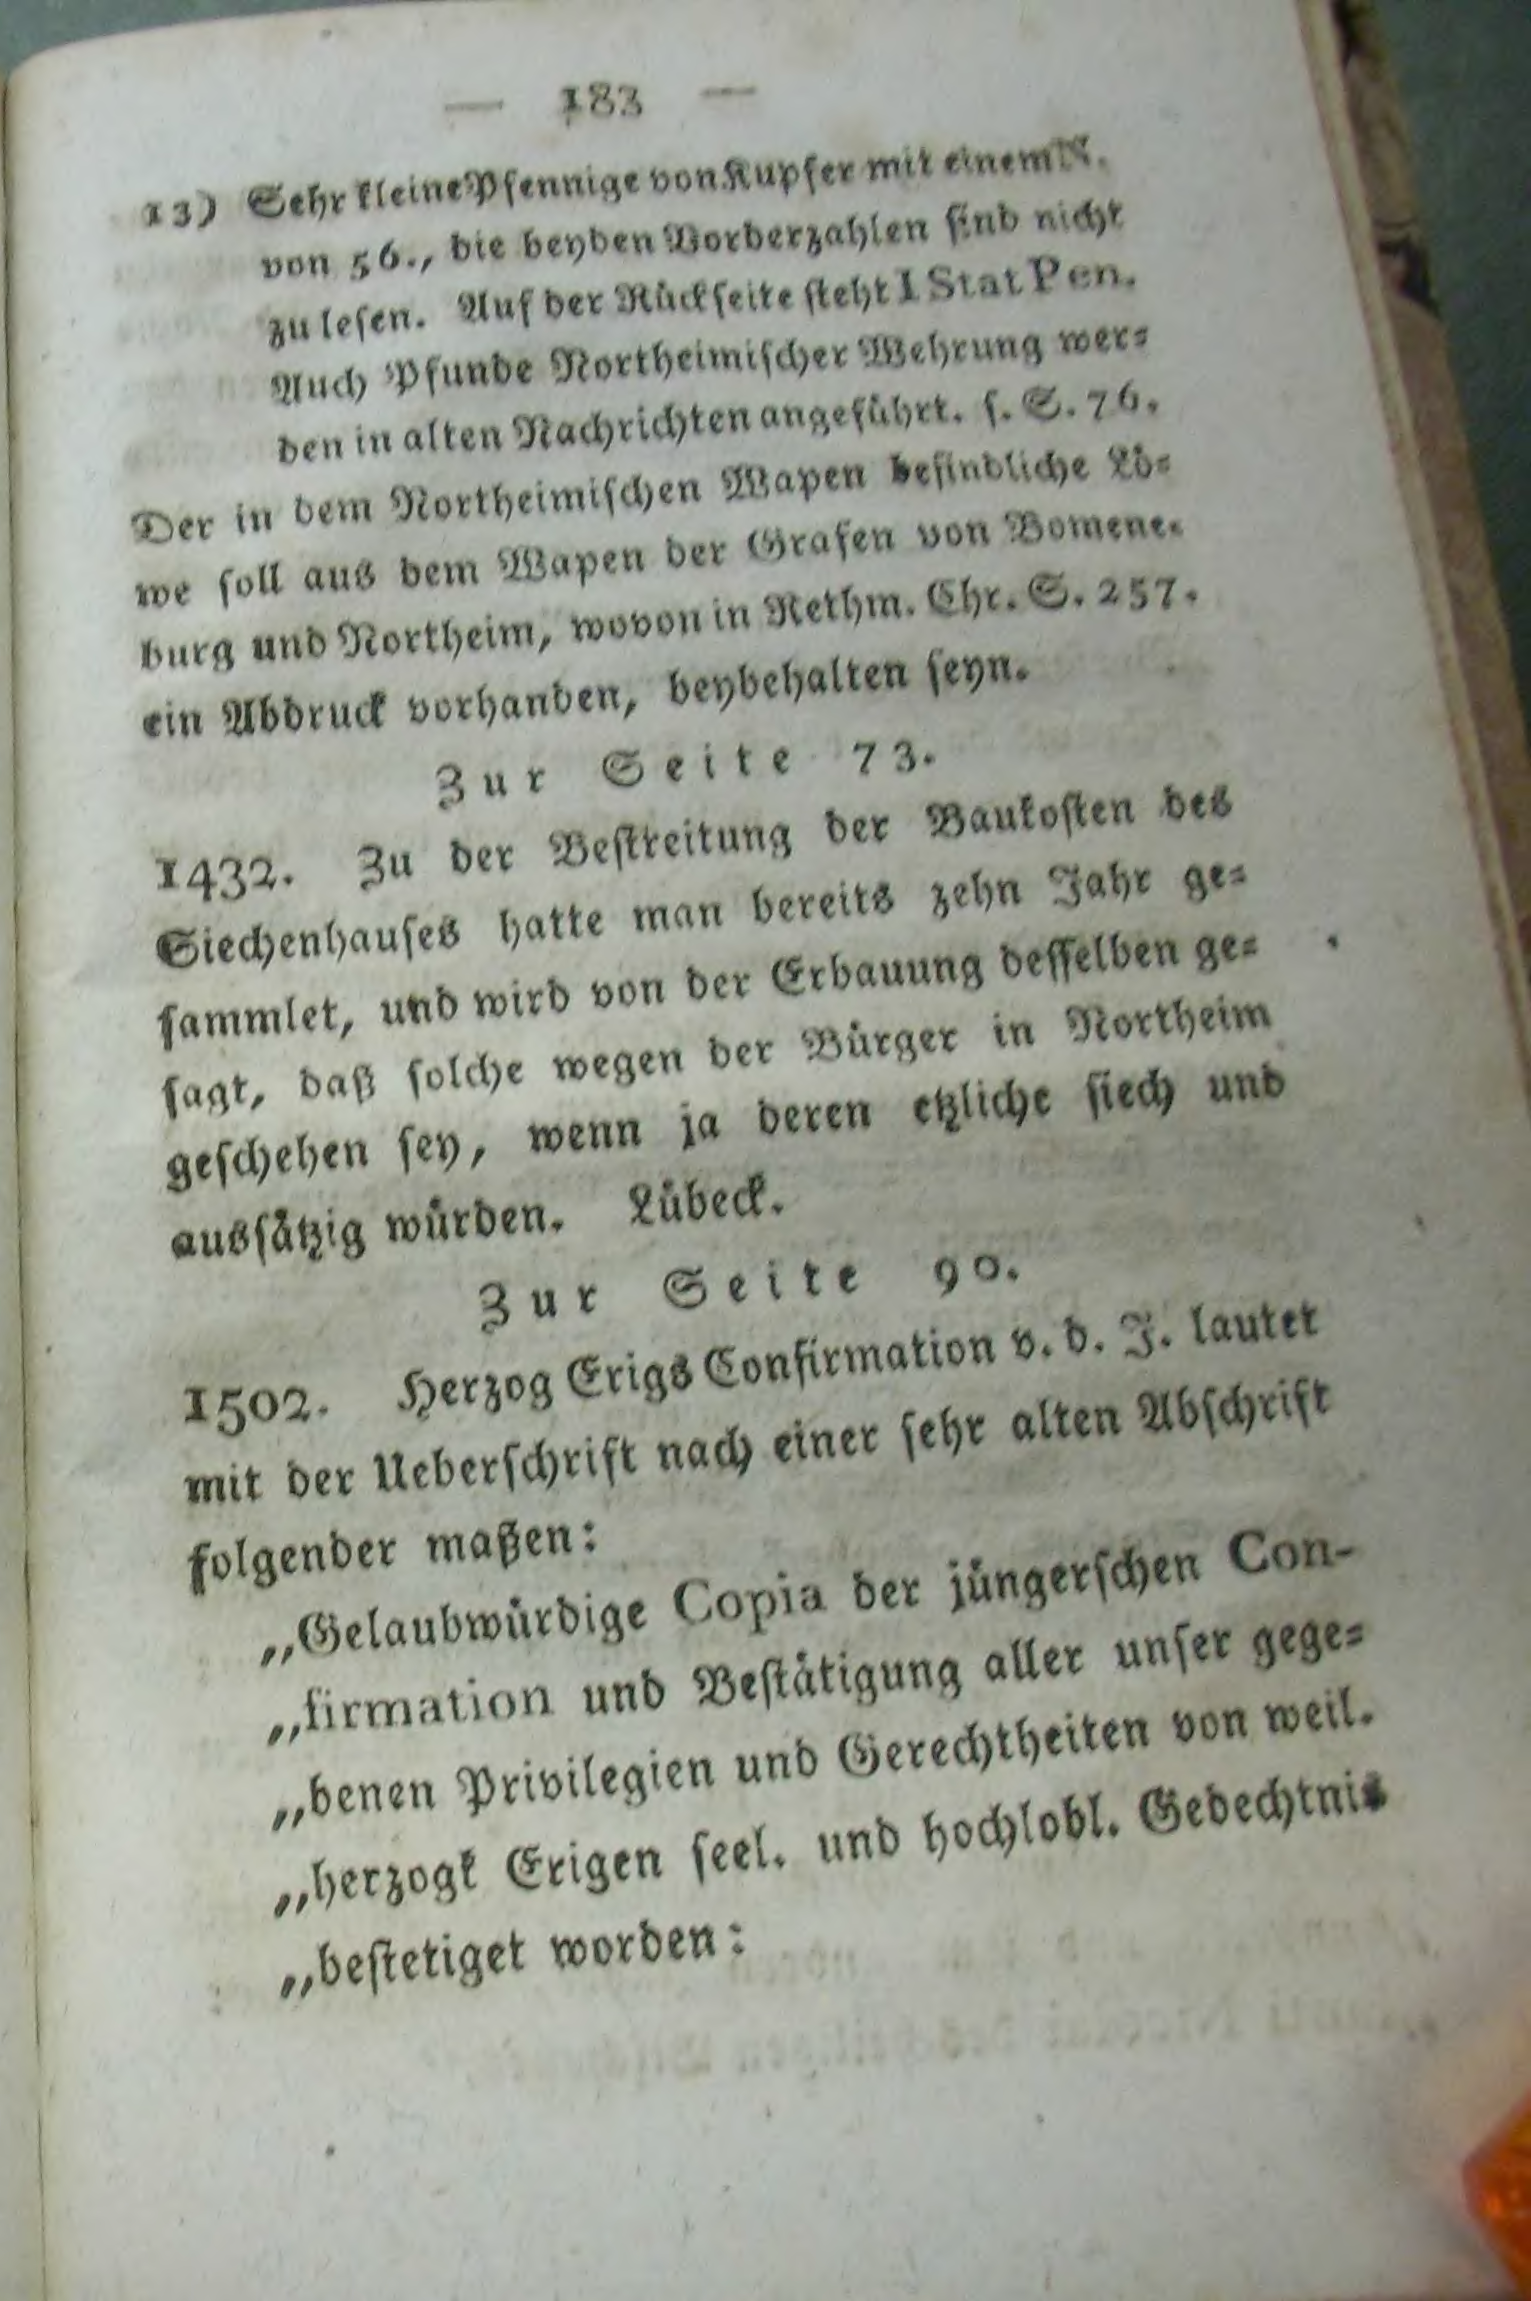 — 183 —
13) Sehr kleine Pfennige von Kupfer mit einem N.
von 56., die beyden Vorderzahlen sind nicht
zu lesen. Auf der Rückseite steht I Stat Pen.
Auch Pfunde Northeimischer Wehrung wer=
den in alten Nachrichten angeführt. s. S. 76.
Der in dem Northeimischen Wapen befindliche Lö=
we soll aus dem Wapen der Grafen von Bomene=
burg und Northeim, wovon in Rethm. Chr. S. 257.
ein Abdruck vorhanden, beybehalten seyn.
Zur Seite 73.
1432. Zu der Bestreitung der Baukosten des
Siechenhauses hatte man bereits zehn Jahr ge=
sammlet, und wird von der Erbauung desselben ge=
sagt, daß solche wegen der Bürger in Northeim
geschehen sey, wenn ja deren etzliche siech und
aussätzig würden. Lübeck.
Zur Seite 90.
1502. Herzog Erigs Confirmation v. d. J. lautet
mit der Ueberschrift nach einer sehr alten Abschrift
folgender maßen:
„Gelaubwürdige Copia der jüngerschen Con-
„firmation und Bestätigung aller unser gege=
„benen Privilegien und Gerechtheiten von weil.
„herzogk Erigen seel. und hochlobl. Gedechtnis
„bestetiget worden: